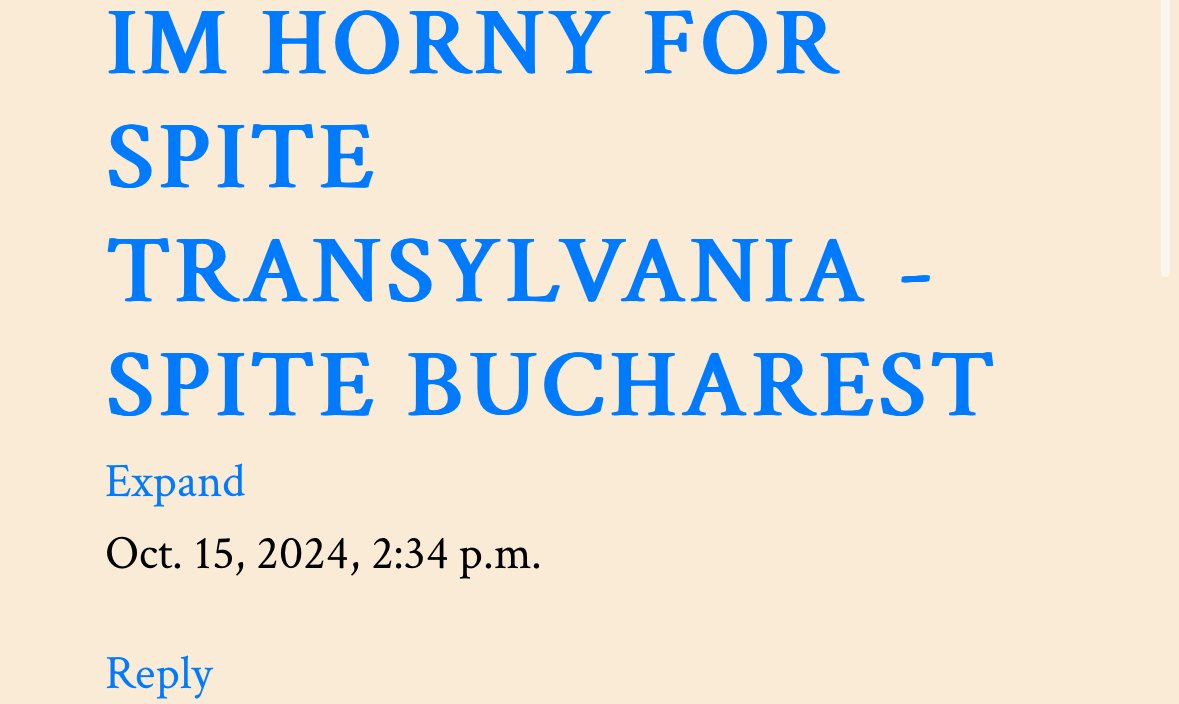 IM HORNY FOR
SPITE
TRANSYLVANIA -
SPITE BUCHAREST
Expand
Oct. 15, 2024, 2:34 p.m.
Reply